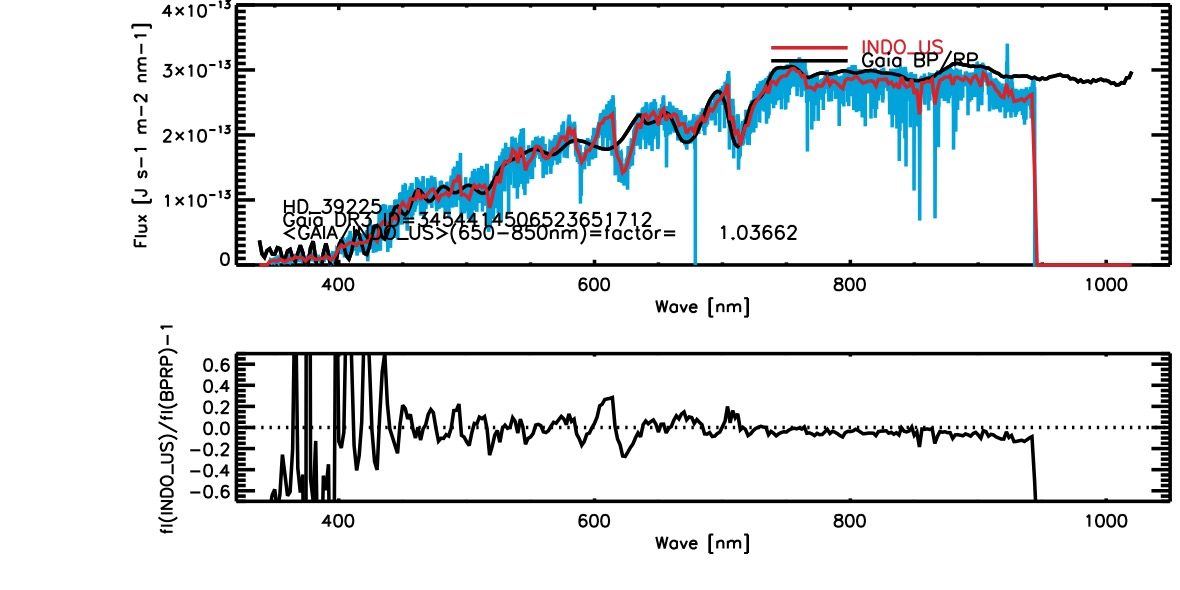 4×10−13
3×10−13
2×10−13
1×10−13
0
Flux [J s−1 m−2 nm−1]
INDO_US
Gaia BP/RP
HD_39225
Gaia DR3 ID=3454414506523651712
<GAIA/INDO_US>(650−850nm)=factor= 1.03662
400 600 800 1000
Wave [nm]
fl(INDO_US)/fl(BPRP)−1
0.6
0.4
0.2
0.0
−0.2
−0.4
−0.6
400 600 800 1000
Wave [nm]